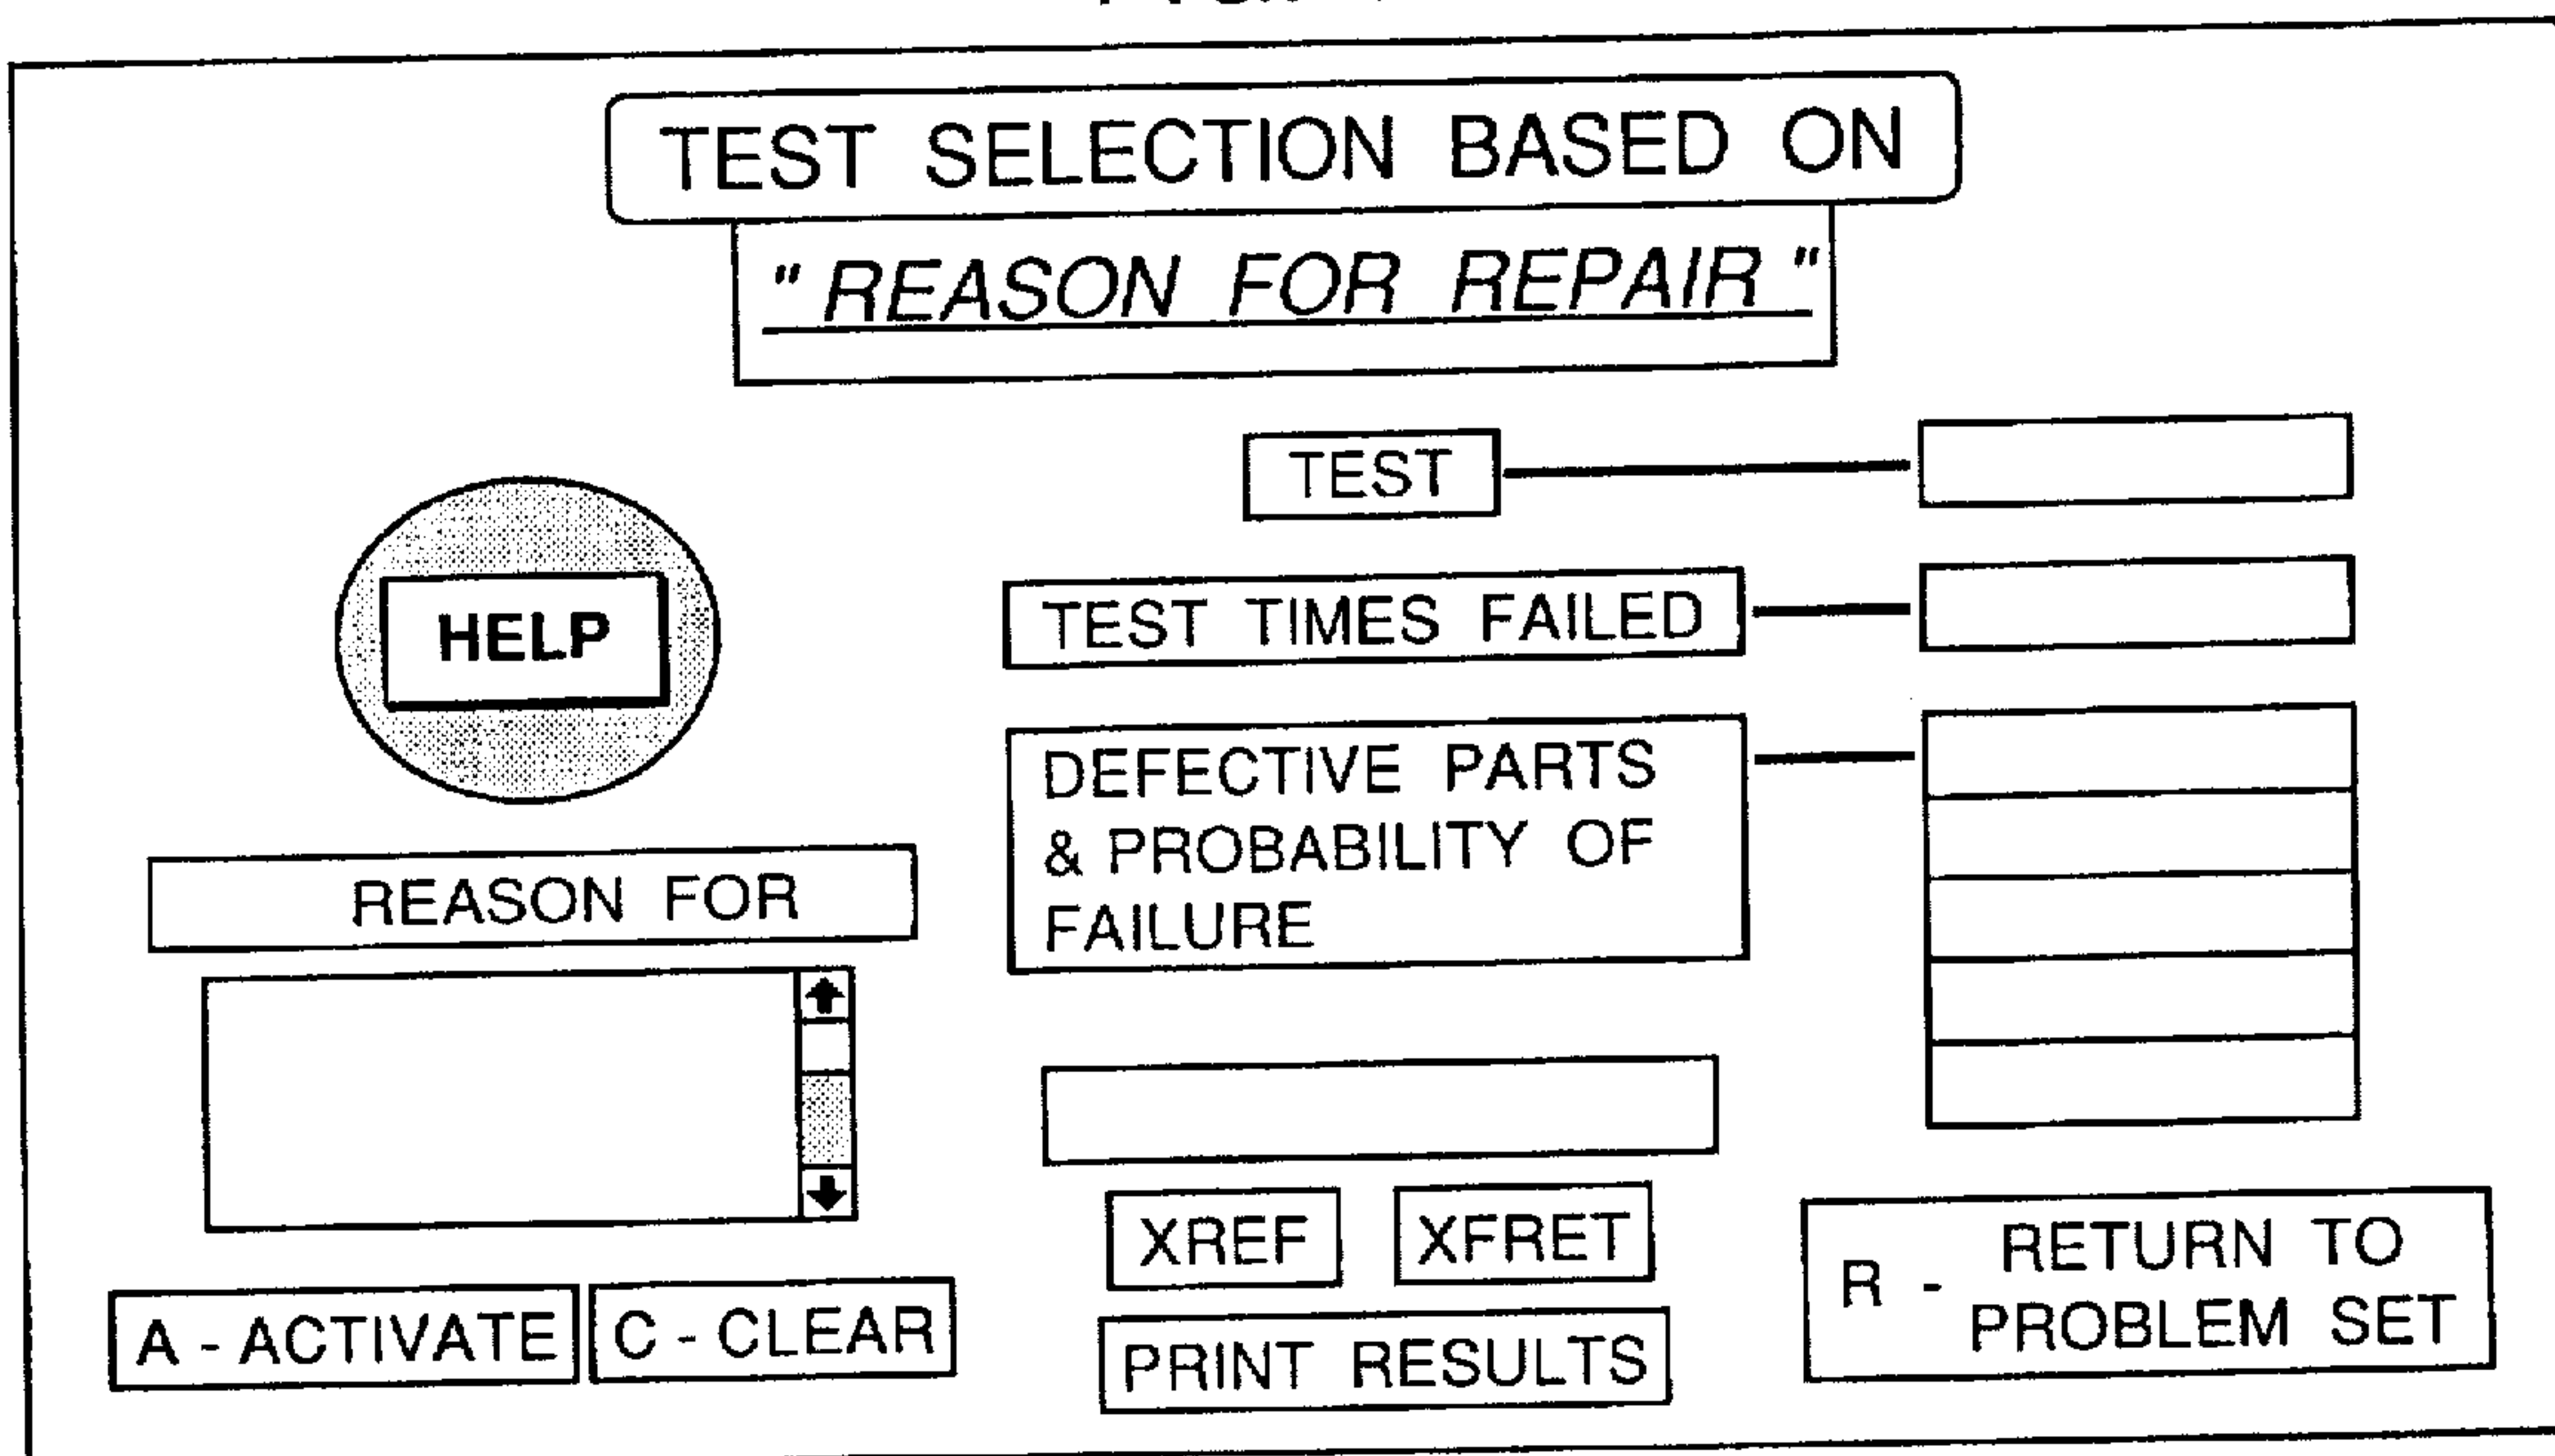 TEST SELECTION BASED ON
" REASON FOR REPAIR "
TEST
HELP
TEST TIMES FAILED
DEFECTIVE PARTS
& PROBABILITY OF
FAILURE
REASON FOR
XREF
XFRET
PRINT RESULTS
A - ACTIVATE
C - CLEAR
R - RETURN TO
PROBLEM SET